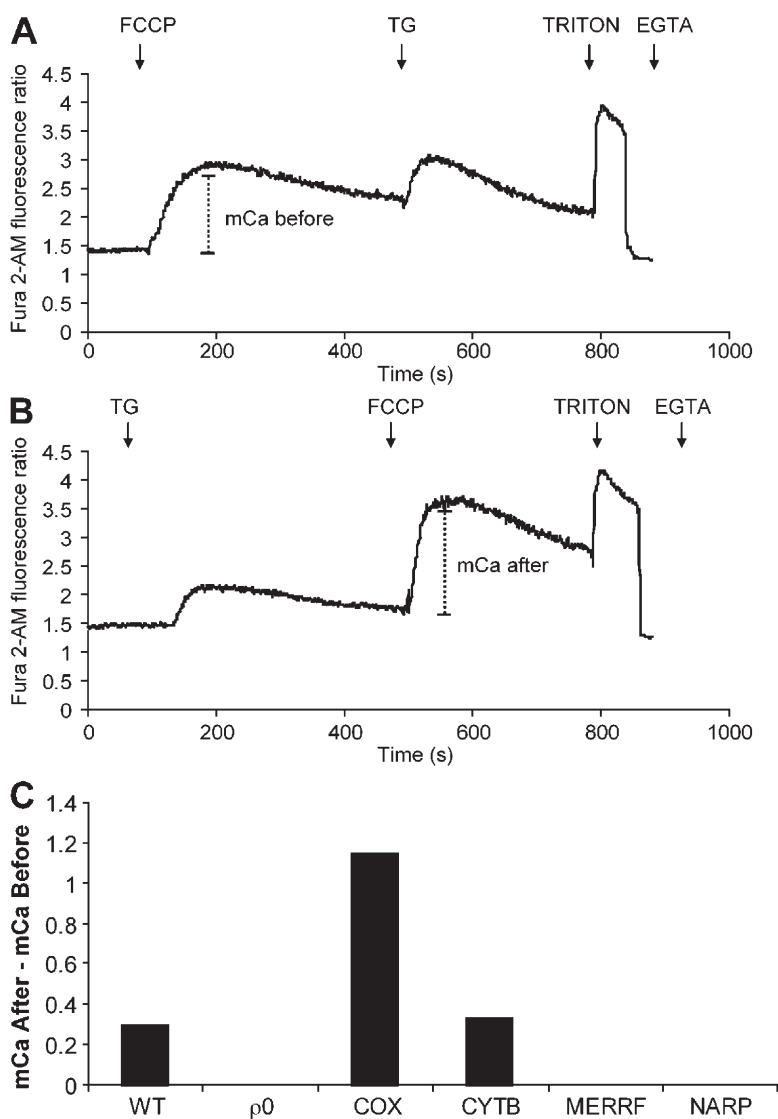 A
FCCP
TG
TRITON
EGTA
Fura 2-AM fluorescence ratio
4.5
4
3.5
3
2.5
2
1.5
1
0.5
0
mCa before
0
200
400
600
800
1000
Time (s)
B
TG
FCCP
TRITON
EGTA
Fura 2-AM fluorescence ratio
4.5
4
3.5
3
2.5
2
1.5
1
0.5
0
mCa after
0
200
400
600
800
1000
Time (s)
C
mCa After - mCa Before
1.4
1.2
1
0.8
0.6
0.4
0.2
0
WT
ρ0
COX
CYTB
MERRF
NARP